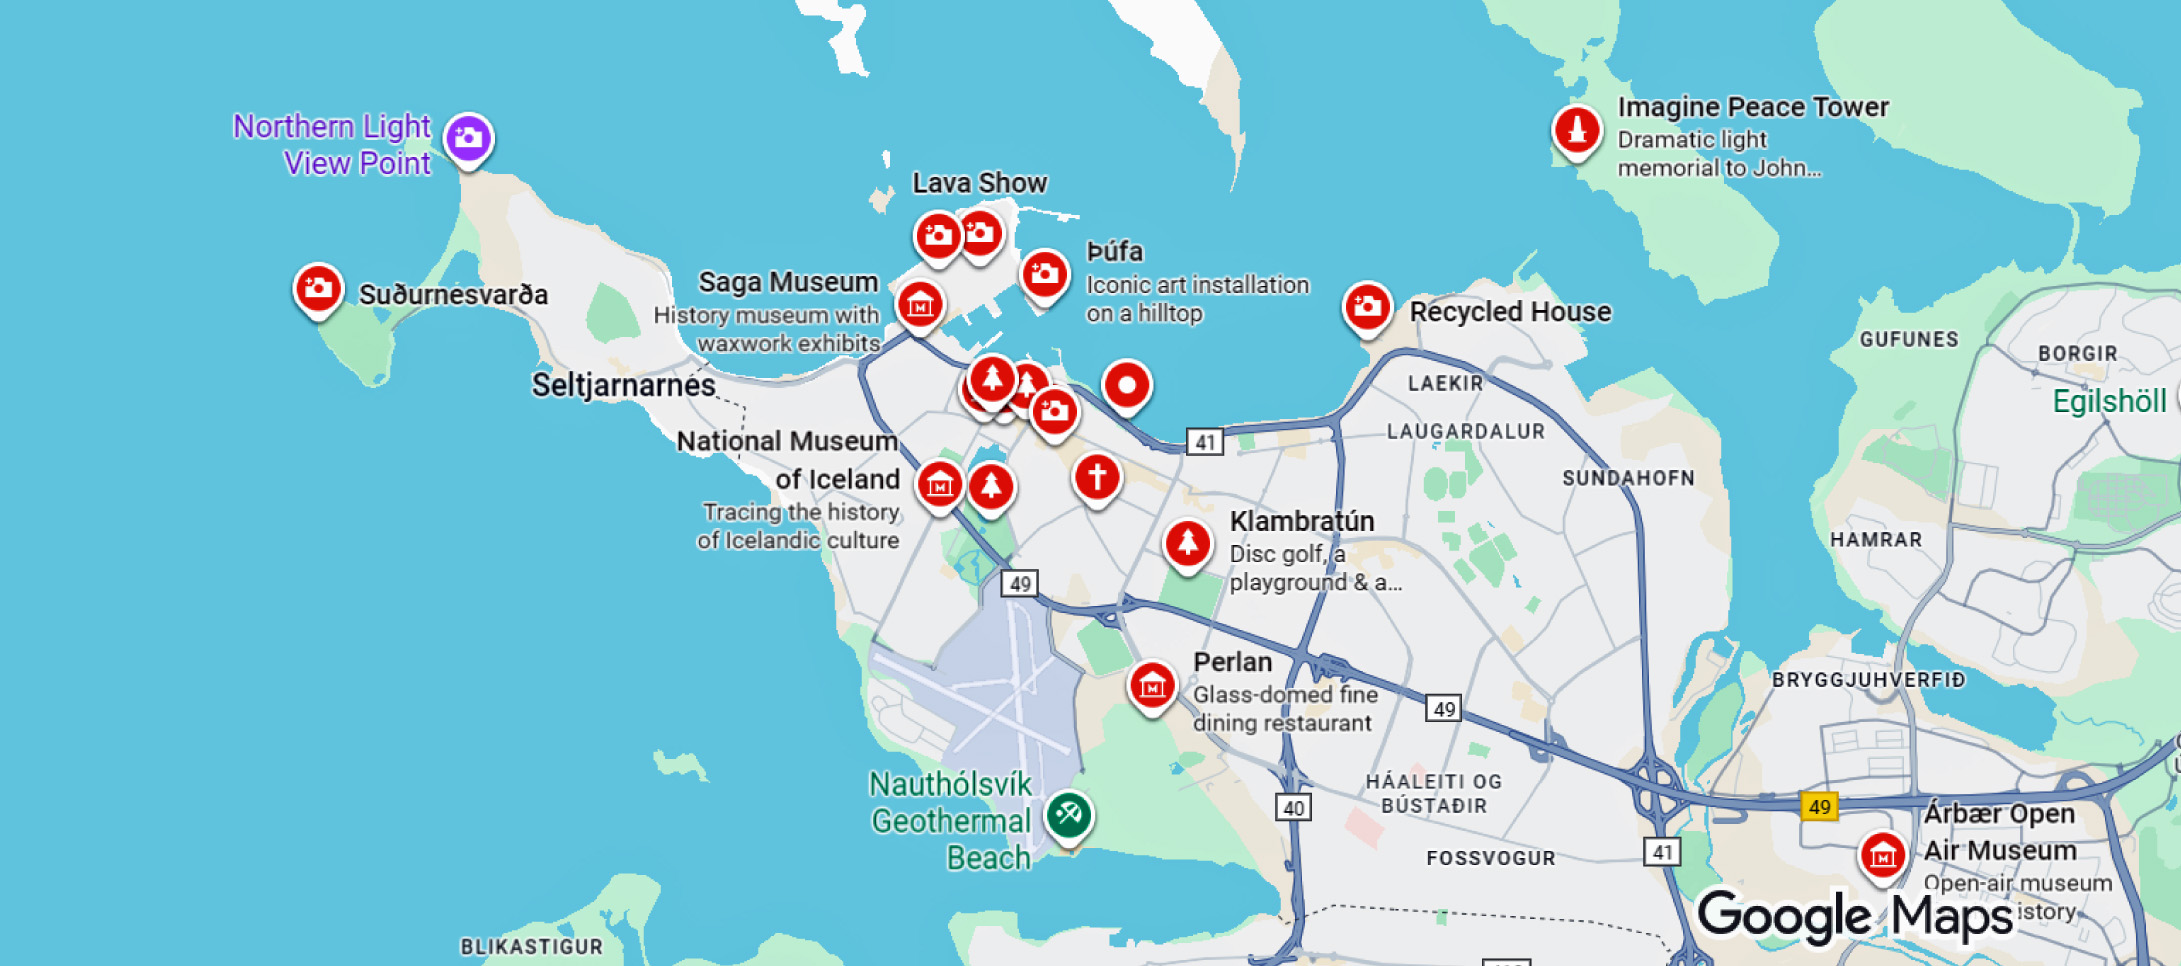 Northern Light
View Point
Suðurnesvarða
Seltjarnarnes
Lava Show
Saga Museum
History museum with
waxwork exhibits
Þúfa
Iconic art installation
on a hilltop
Imagine Peace Tower
Dramatic light
memorial to John...
Recycled House
GUFUNES
BORGIR
Egilshöll
LAEKIR
LAUGARDALUR
41
SUNDAHOFN
HAMRAR
National Museum
of Iceland
Tracing the history
of Icelandic culture
Klambratún
Disc golf, a
playground & a...
49
Perlan
Glass-domed fine
dining restaurant
49
BRYGGJUHVERFIÐ
Nauthólsvík
Geothermal
Beach
HÁALEITI OG
BÚSTAÐIR
40
49
41
FOSSVOGUR
Árbær Open
Air Museum
Open-air museum
istory
Google Maps
BLIKASTIGUR